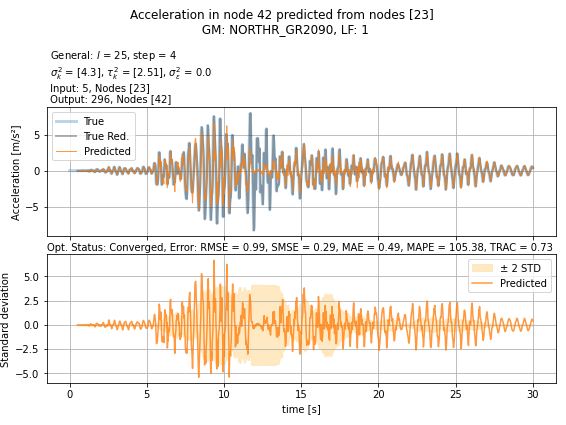 Acceleration in node 42 predicted from nodes [23]
GM: NORTHR_GR2090, LF: 1
General: l = 25, step = 4
σ²ₖ = [4.3], τ²ₖ = [2.51], σ²ₑ = 0.0
Input: 5, Nodes [23]
Output: 296, Nodes [42]
True
True Red.
Predicted
5
0
−5
Acceleration [m/s²]
Opt. Status: Converged, Error: RMSE = 0.99, SMSE = 0.29, MAE = 0.49, MAPE = 105.38, TRAC = 0.73
± 2 STD
Predicted
5.0
2.5
0.0
−2.5
−5.0
Standard deviation
0 5 10 15 20 25 30
time [s]